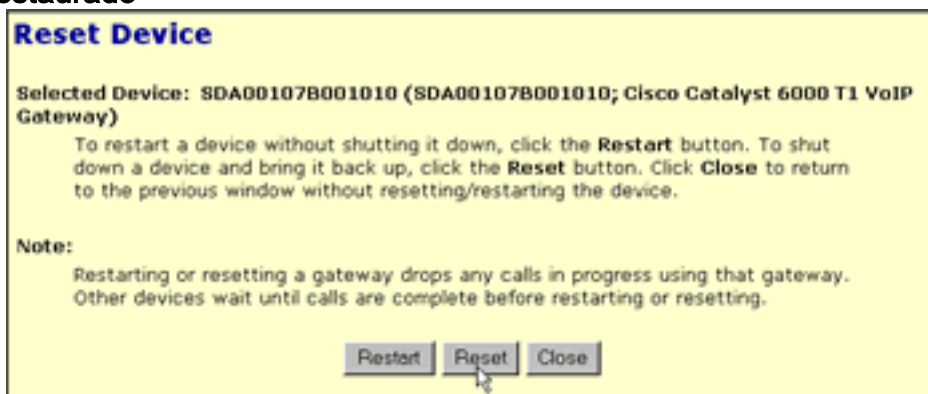 Reset Device
Selected Device: SDA00107B001010 (SDA00107B001010; Cisco Catalyst 6000 T1 VoIP
Gateway)
To restart a device without shutting it down, click the Restart button. To shut
down a device and bring it back up, click the Reset button. Click Close to return
to the previous window without resetting/restarting the device.
Note:
Restarting or resetting a gateway drops any calls in progress using that gateway.
Other devices wait until calls are complete before restarting or resetting.
Restart Reset Close